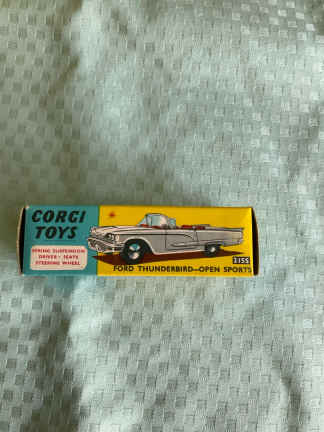 CORGI
TOYS
SPRING SUSPENSION
DRIVER · SEATS
STEERING WHEEL
FORD THUNDERBIRD—OPEN SPORTS
215S